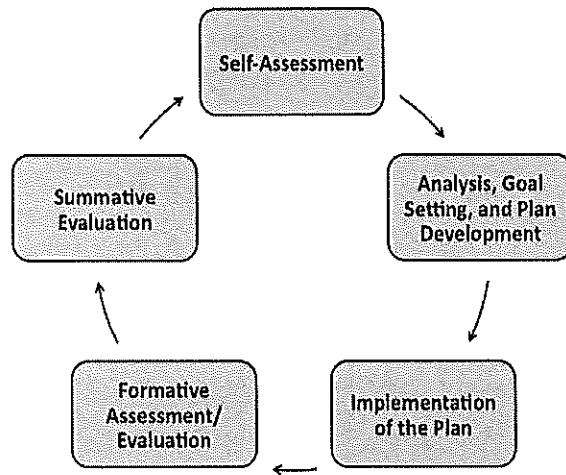 Self-Assessment
Analysis, Goal
Setting, and Plan
Development
Implementation
of the Plan
Formative
Assessment/
Evaluation
Summative
Evaluation